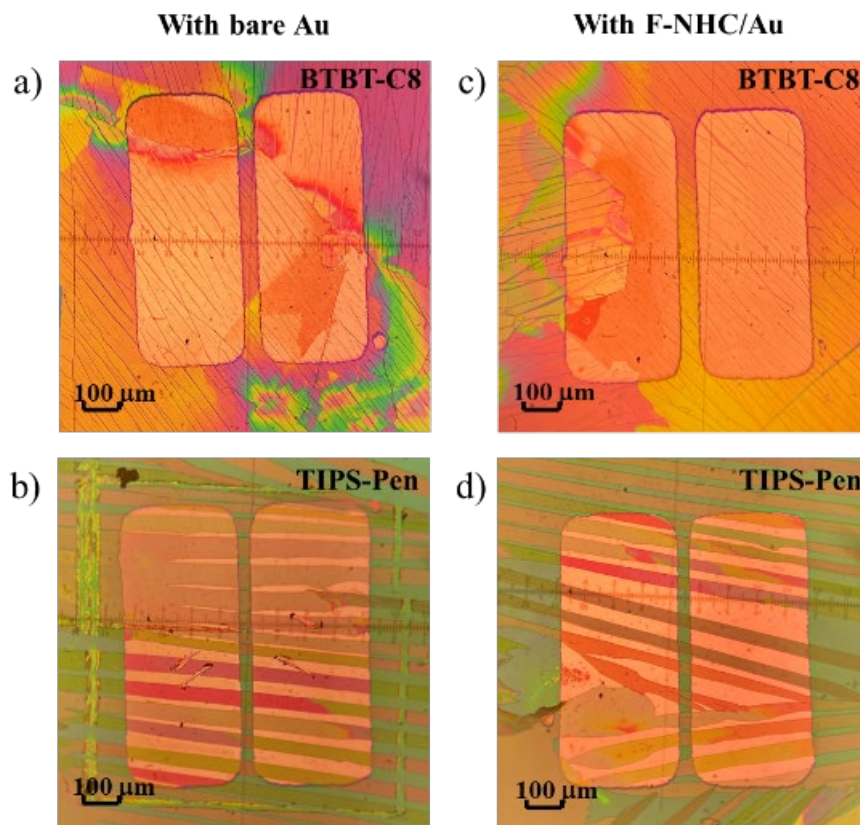 With bare Au
With F-NHC/Au
a)
BTBT-C8
100 μm
c)
BTBT-C8
100 μm
b)
TIPS-Pen
100 μm
d)
TIPS-Pen
100 μm